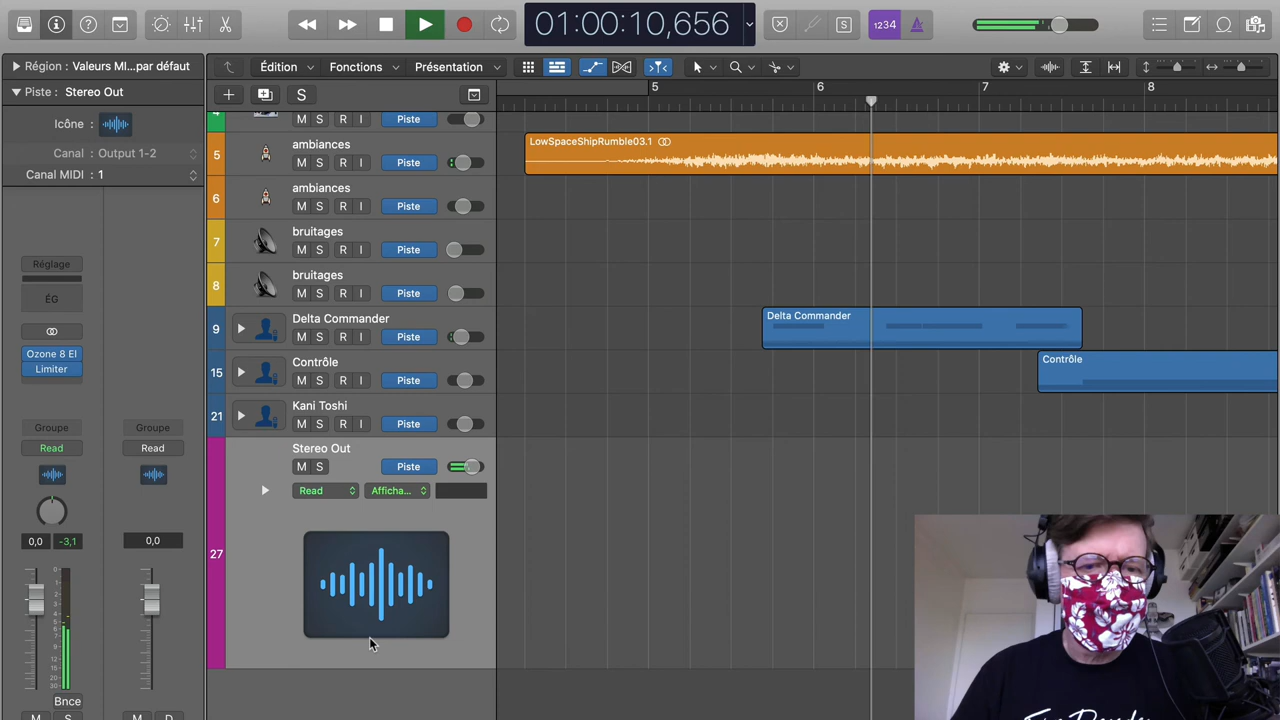 01:00:10,656
1234
Région : Valeurs MI...par défaut
Piste : Stereo Out
Icône :
Canal : Output 1-2
Canal MIDI : 1
Édition
Fonctions
Présentation
S
5 6 7 8
4 M S R I Piste
5 ambiances
M S R I Piste
LowSpaceShipRumble03.1
6 ambiances
M S R I Piste
7 bruitages
M S R I Piste
8 bruitages
M S R I Piste
9 Delta Commander
M S R I Piste
Delta Commander
15 Contrôle
M S R I Piste
Contrôle
21 Kani Toshi
M S R I Piste
27 Stereo Out
M S Piste
Read Afficha...
Réglage
ÉG
Ozone 8 El
Limiter
Groupe Groupe
Read Read
0,0 -3,1 0,0
Bnce
M S M D